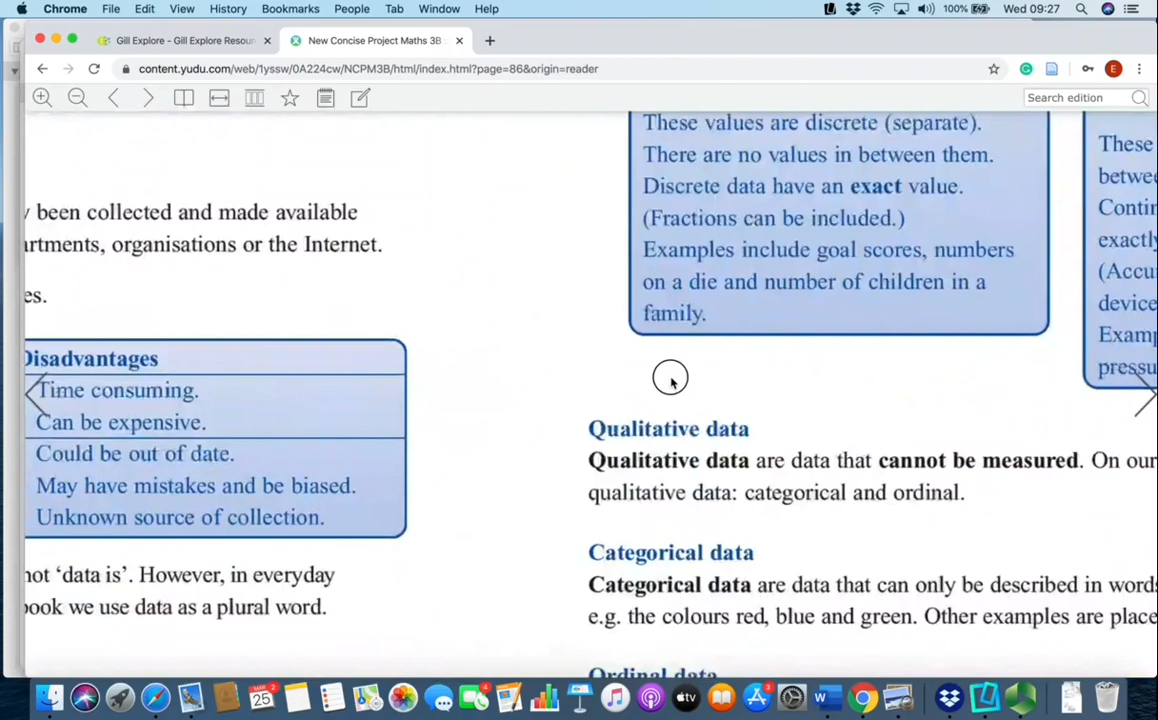 Chrome File Edit View History Bookmarks People Tab Window Help 100% Wed 09:27
Gill Explore - Gill Explore Resour New Concise Project Maths 3B
content.yudu.com/web/1yssw/0A224cw/NCPM3B/html/index.html?page=86&origin=reader E
Search edition
been collected and made available
artments, organisations or the Internet.
es.
Disadvantages
Time consuming.
Can be expensive.
Could be out of date.
May have mistakes and be biased.
Unknown source of collection.
not ‘data is’. However, in everyday
book we use data as a plural word.
These values are discrete (separate).
There are no values in between them.
Discrete data have an exact value.
(Fractions can be included.)
Examples include goal scores, numbers
on a die and number of children in a
family.
These
betwee
Contin
exactly
(Accu
device
Examp
pressu
Qualitative data
Qualitative data are data that cannot be measured. On our
qualitative data: categorical and ordinal.
Categorical data
Categorical data are data that can only be described in words
e.g. the colours red, blue and green. Other examples are place
Ordinal data
MAR
25
tv
W